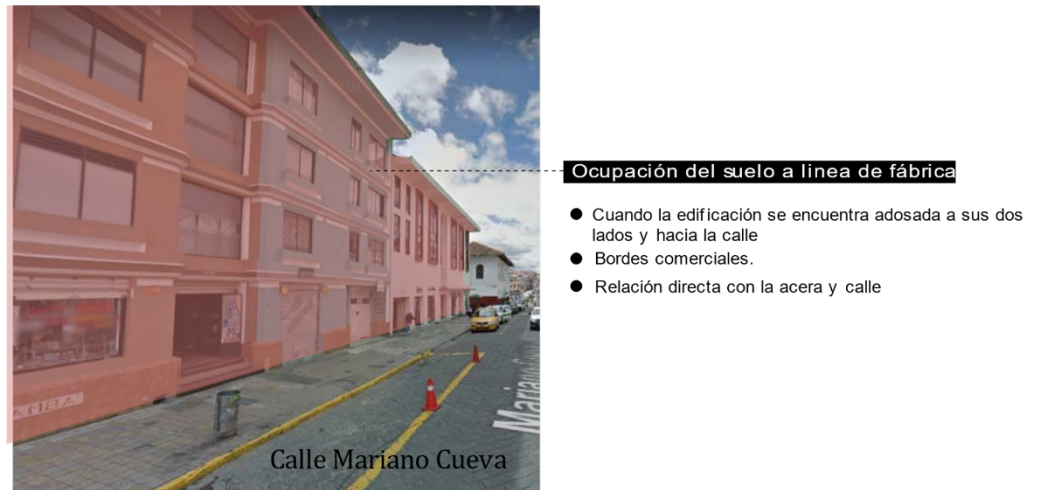 Ocupación del suelo a linea de fábrica
Cuando la edificación se encuentra adosada a sus dos
lados y hacia la calle
Bordes comerciales.
Relación directa con la acera y calle
Calle Mariano Cueva